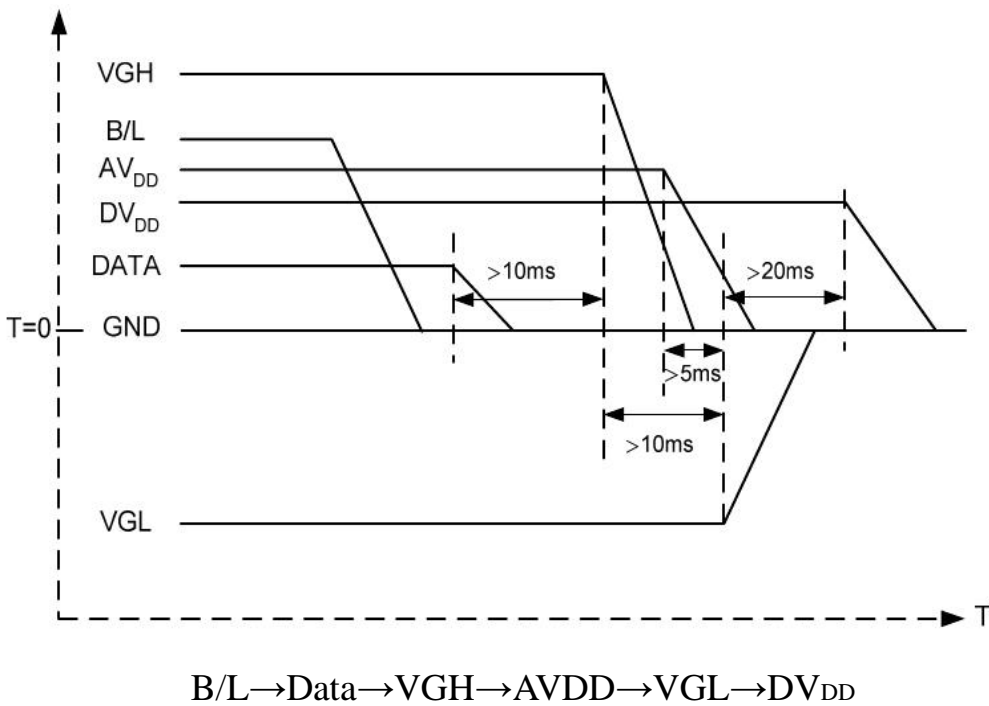 VGH
B/L
AVDD
DVDD
DATA
>10ms
>20ms
T=0
GND
>5ms
>10ms
VGL
T
B/L→Data→VGH→AVDD→VGL→DVDD